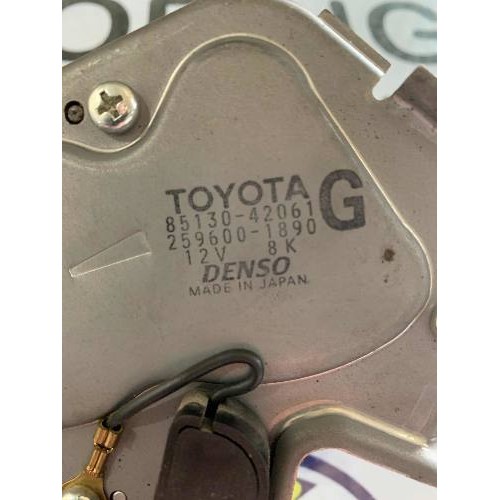 TOYOTA G
85130-42061
259600-1890
12V 8K
DENSO
MADE IN JAPAN